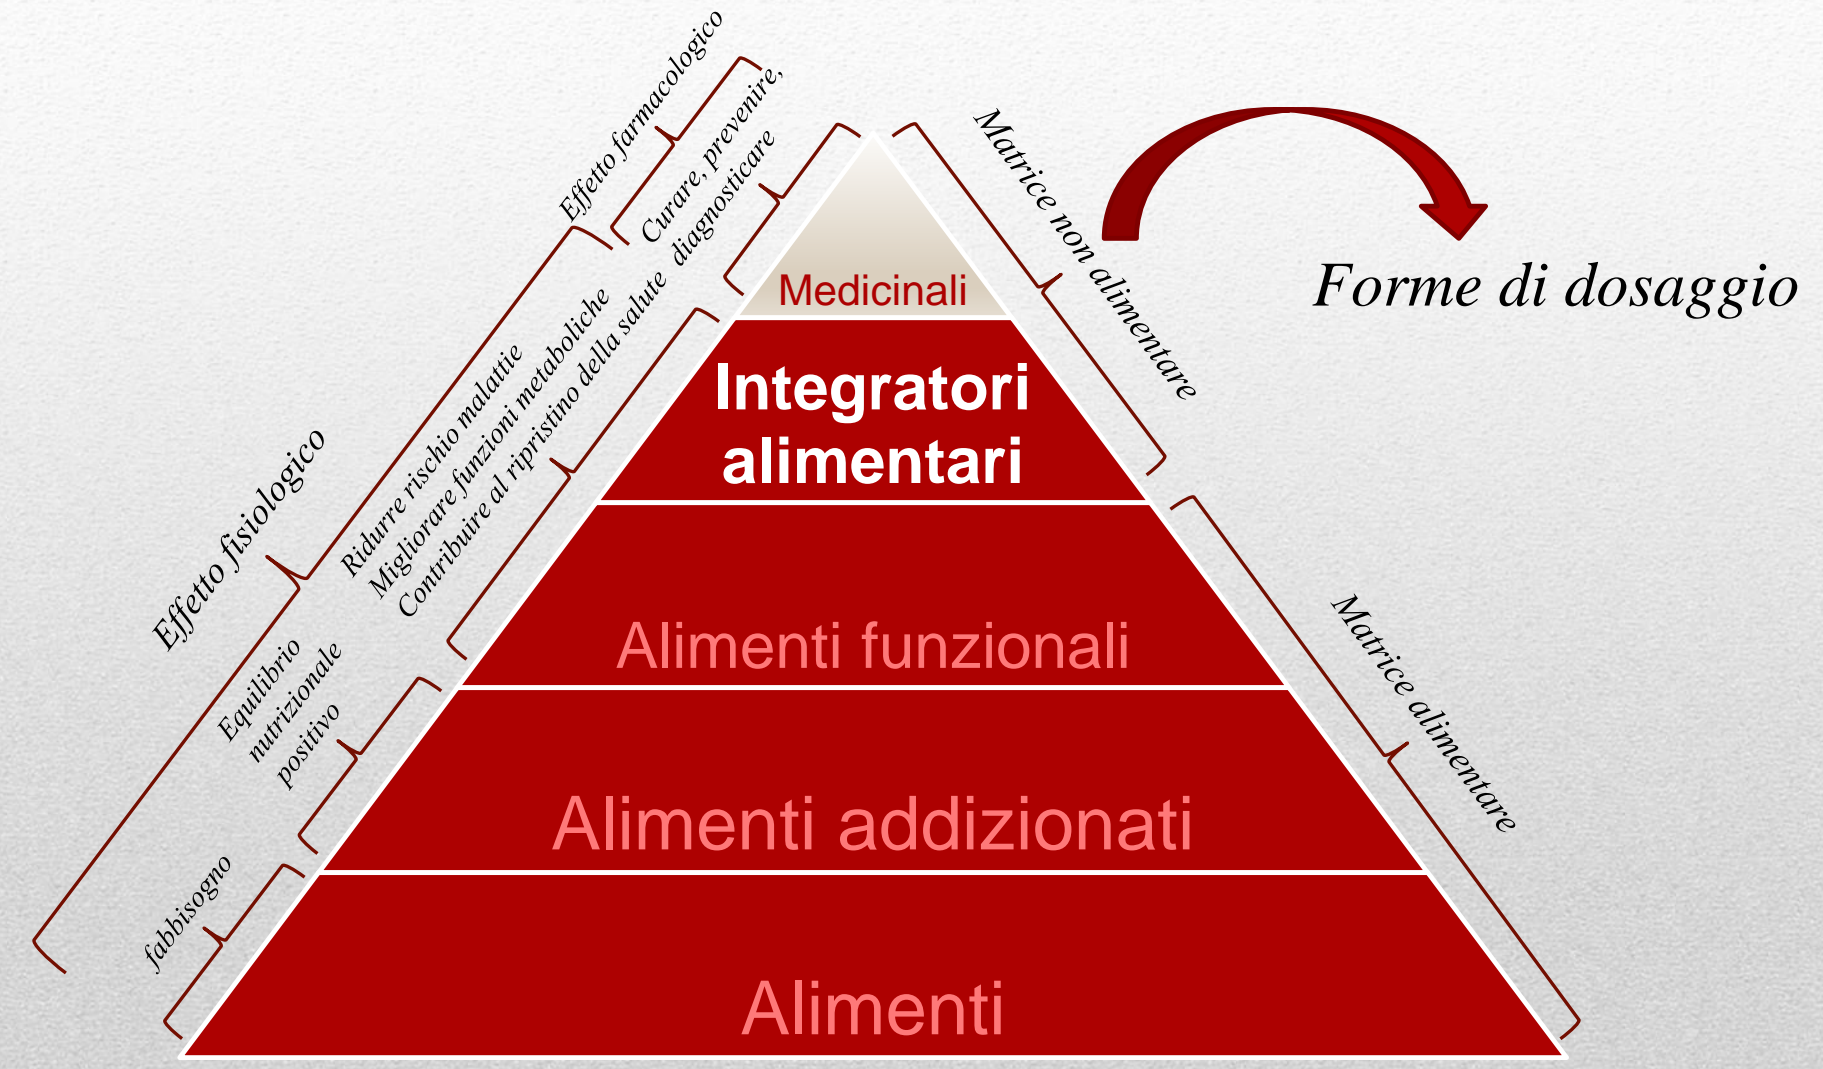 Effetto farmacologico
Curare, prevenire,
diagnosticare
Effetto fisiologico
Ridurre rischio malattie
Migliorare funzioni metaboliche
Contribuire al ripristino della salute
Equilibrio
nutrizionale
positivo
fabbisogno
Medicinali
Integratori
alimentari
Alimenti funzionali
Alimenti addizionati
Alimenti
Matrice non alimentare
Matrice alimentare
Forme di dosaggio